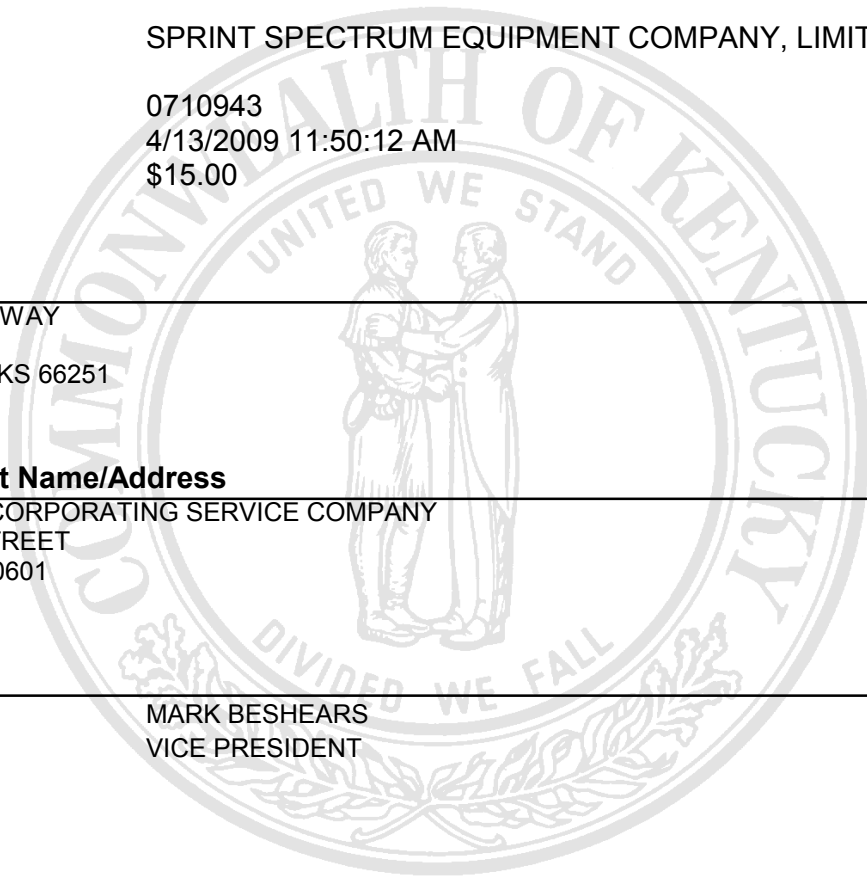 SPRINT SPECTRUM EQUIPMENT COMPANY, LIMIT
0710943
4/13/2009 11:50:12 AM
$15.00
WAY
KS 66251
t Name/Address
CORPORATING SERVICE COMPANY
TREET
0601
MARK BESHEARS
VICE PRESIDENT
COMMONWEALTH OF KENTUCKY
UNITED WE STAND
DIVIDED WE FALL